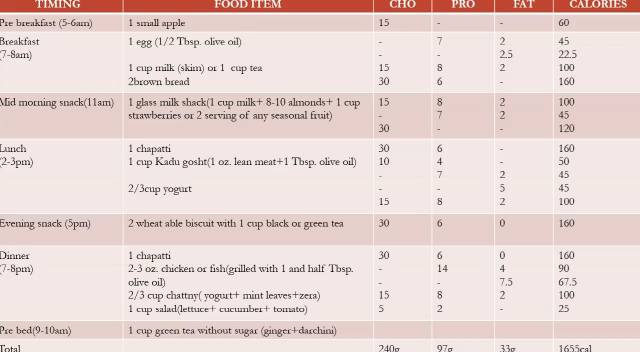 TIMING FOOD ITEM CHO PRO FAT CALORIES
Pre breakfast (5-6am) 1 small apple 15 - - 60
Breakfast 1 egg (1/2 Tbsp. olive oil) - 7 2 45
(7-8am) - - 2.5 22.5
1 cup milk (skim) or 1 cup tea 15 8 2 100
2brown bread 30 6 - 160
Mid morning snack(11am) 1 glass milk shack(1 cup milk+ 8-10 almonds+ 1 cup 15 8 2 100
strawberries or 2 serving of any seasonal fruit) - 7 2 45
30 - - 120
Lunch 1 chapatti 30 6 - 160
(2-3pm) 1 cup Kadu gosht(1 oz. lean meat+1 Tbsp. olive oil) 10 4 - 50
- 7 2 45
2/3cup yogurt - - 5 45
15 8 2 100
Evening snack (5pm) 2 wheat able biscuit with 1 cup black or green tea 30 6 0 160
Dinner 1 chapatti 30 6 0 160
(7-8pm) 2-3 oz. chicken or fish(grilled with 1 and half Tbsp. - 14 4 90
olive oil) - - 7.5 67.5
2/3 cup chattny( yogurt+ mint leaves+zera) 15 8 2 100
1 cup salad(lettuce+ cucumber+ tomato) 5 2 - 25
Pre bed(9-10am) 1 cup green tea without sugar (ginger+darchini)
Total 240g 97g 33g 1655cal